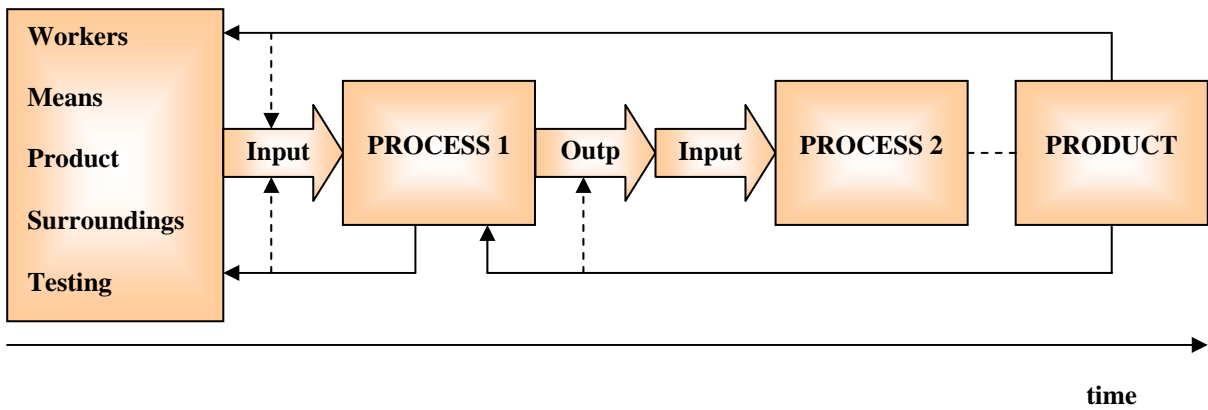 Workers
Means
Product
Surroundings
Testing
Input
PROCESS 1
Outp
Input
PROCESS 2
PRODUCT
time